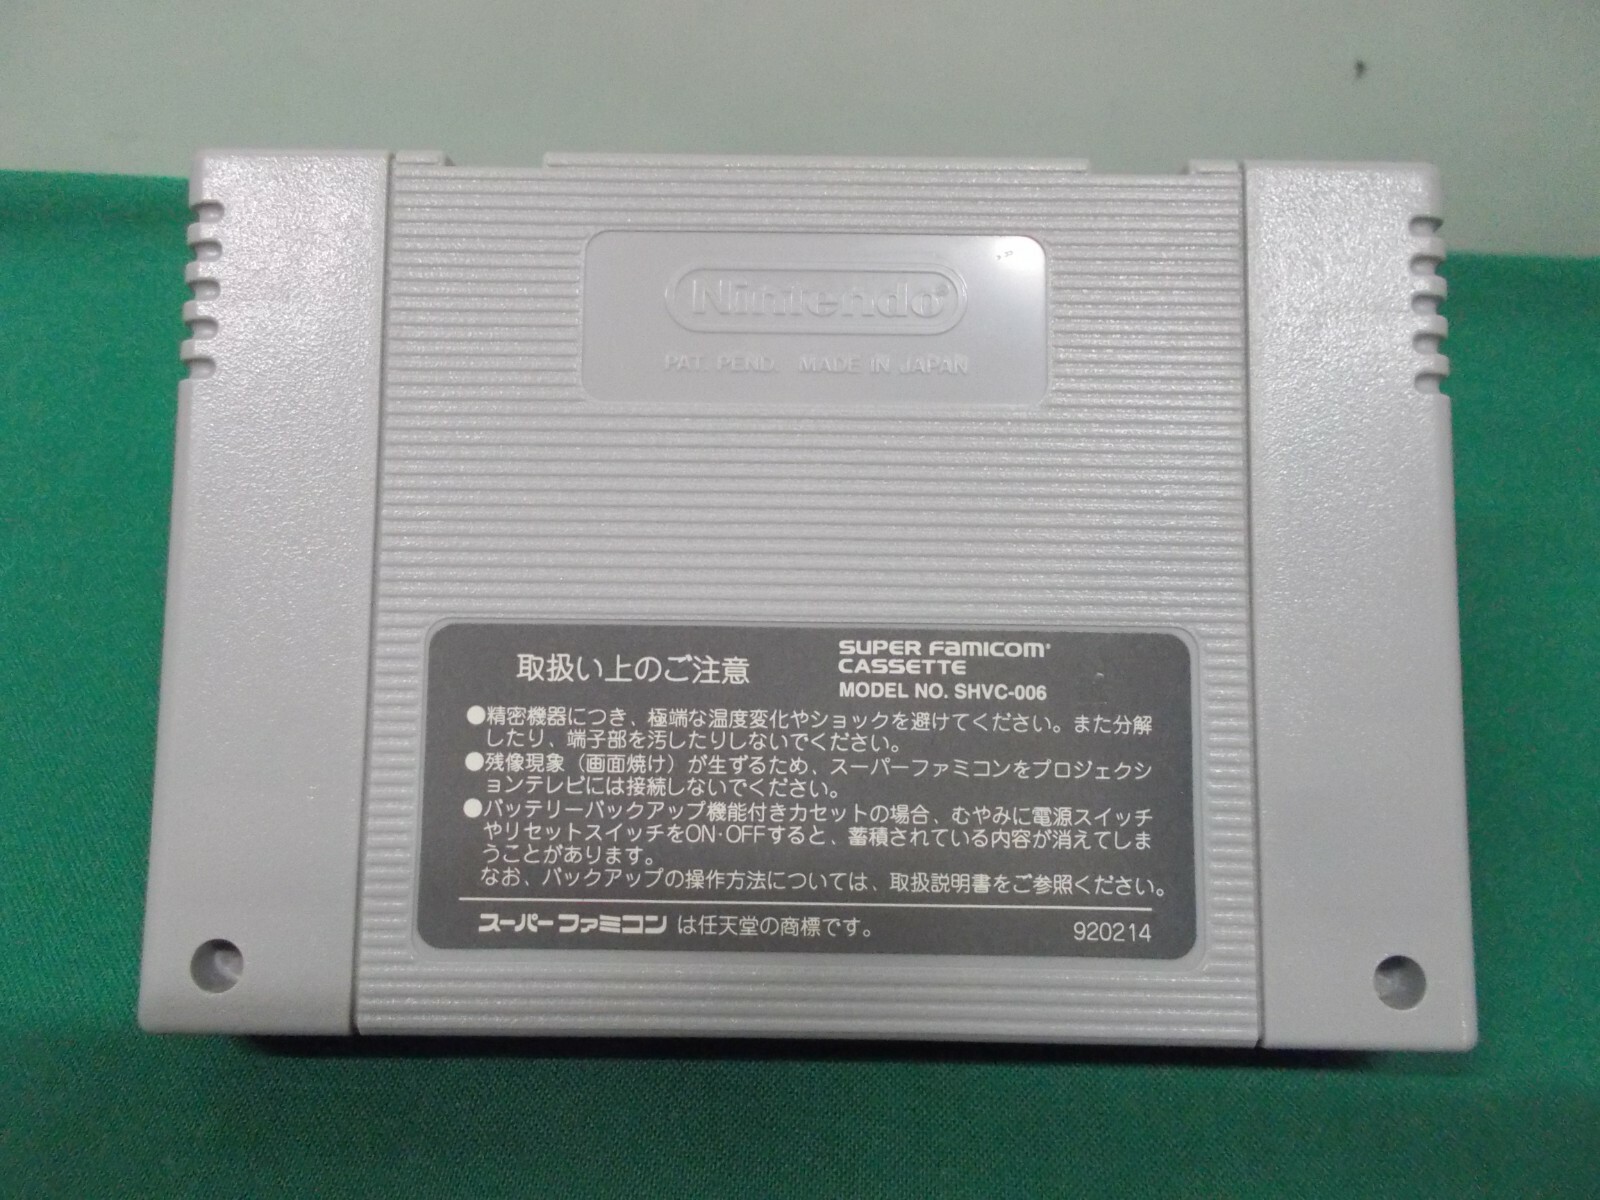 Nintendo
PAT. PEND. MADE IN JAPAN
取扱い上のご注意
SUPER FAMICOM
CASSETTE
MODEL NO. SHVC-006
●精密機器につき、極端な温度変化やショックを避けてください。また分解
したり、端子部を汚したりしないでください。
●残像現象（画面焼け）が生ずるため、スーパーファミコンをプロジェクシ
ョンテレビには接続しないでください。
●バッテリーバックアップ機能付きカセットの場合、むやみに電源スイッチ
やリセットスイッチをON・OFFすると、蓄積されている内容が消えてしま
うことがあります。
なお、バックアップの操作方法については、取扱説明書をご参照ください。
スーパーファミコン は任天堂の商標です。
920214